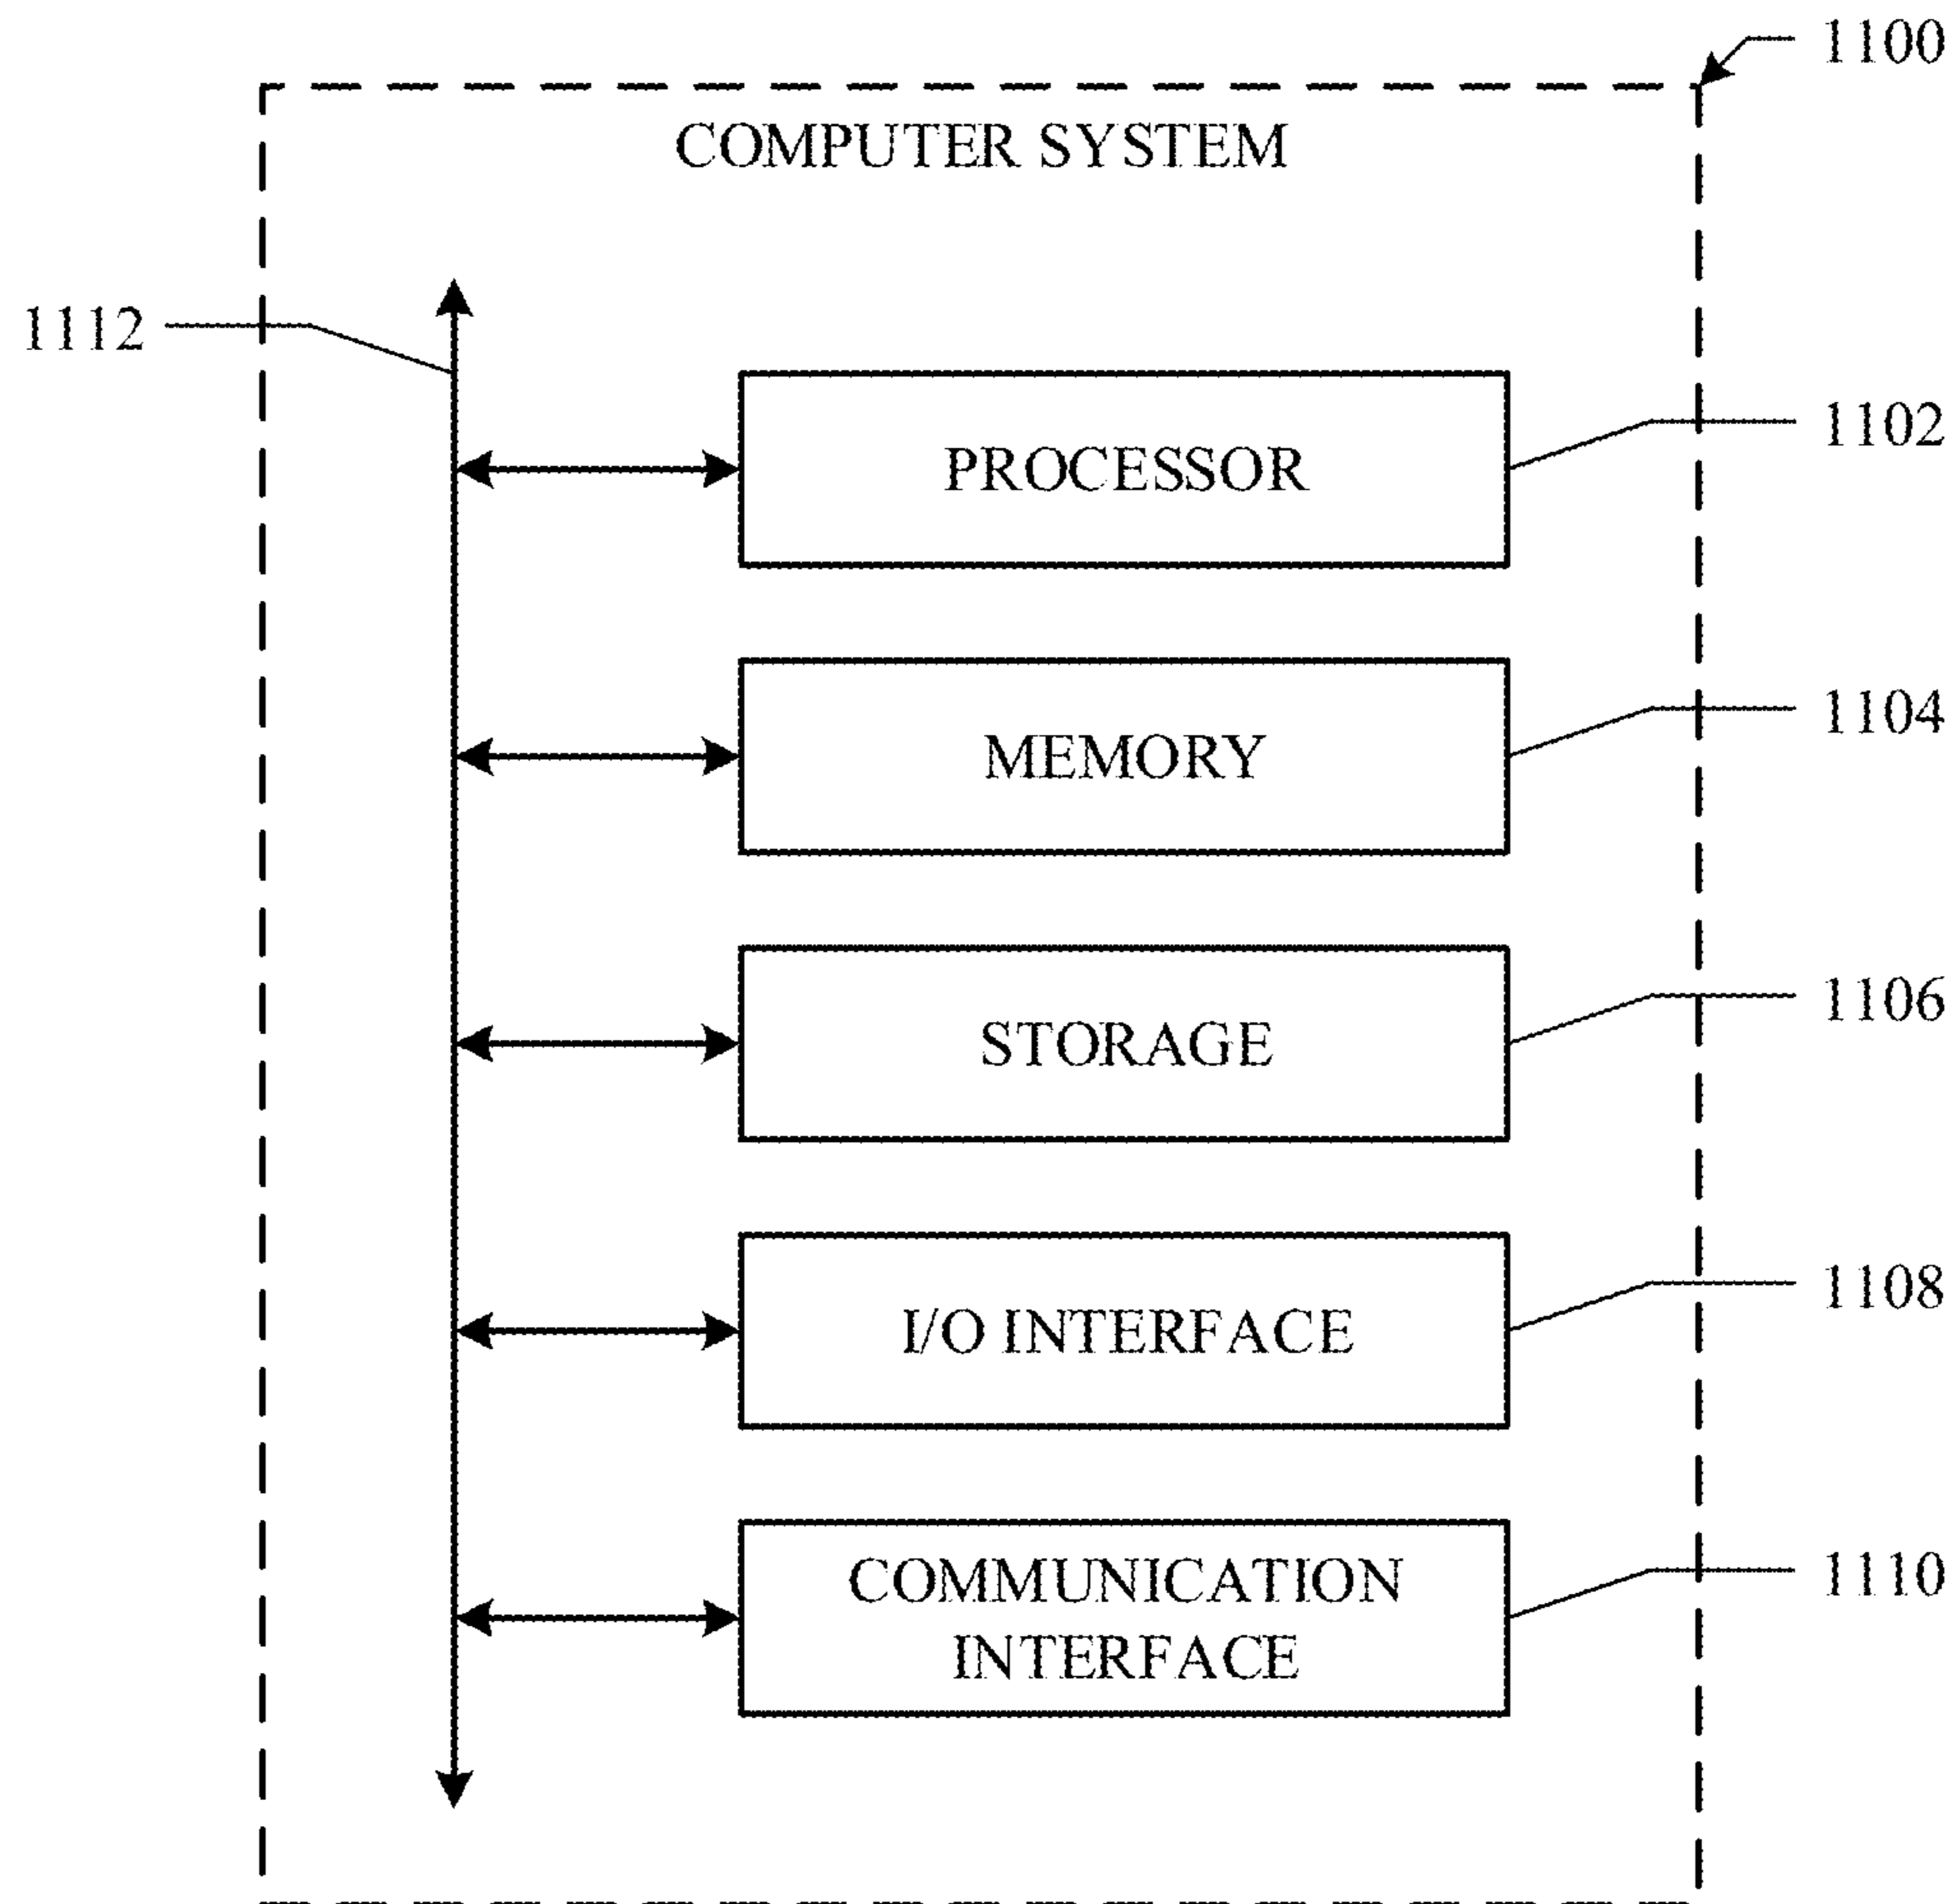 1100
COMPUTER SYSTEM
1112
1102
PROCESSOR
1104
MEMORY
1106
STORAGE
1108
I/O INTERFACE
1110
COMMUNICATION
INTERFACE